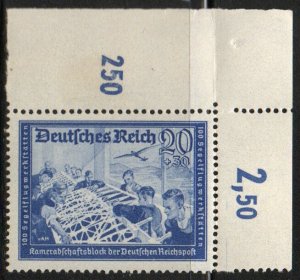 250
2,50
Deutsches Reich 20
+30
100 Segelflugwerkstätten
100 Segelflugwerkstätten
Kameradschaftsblock der Deutschen Reichspost